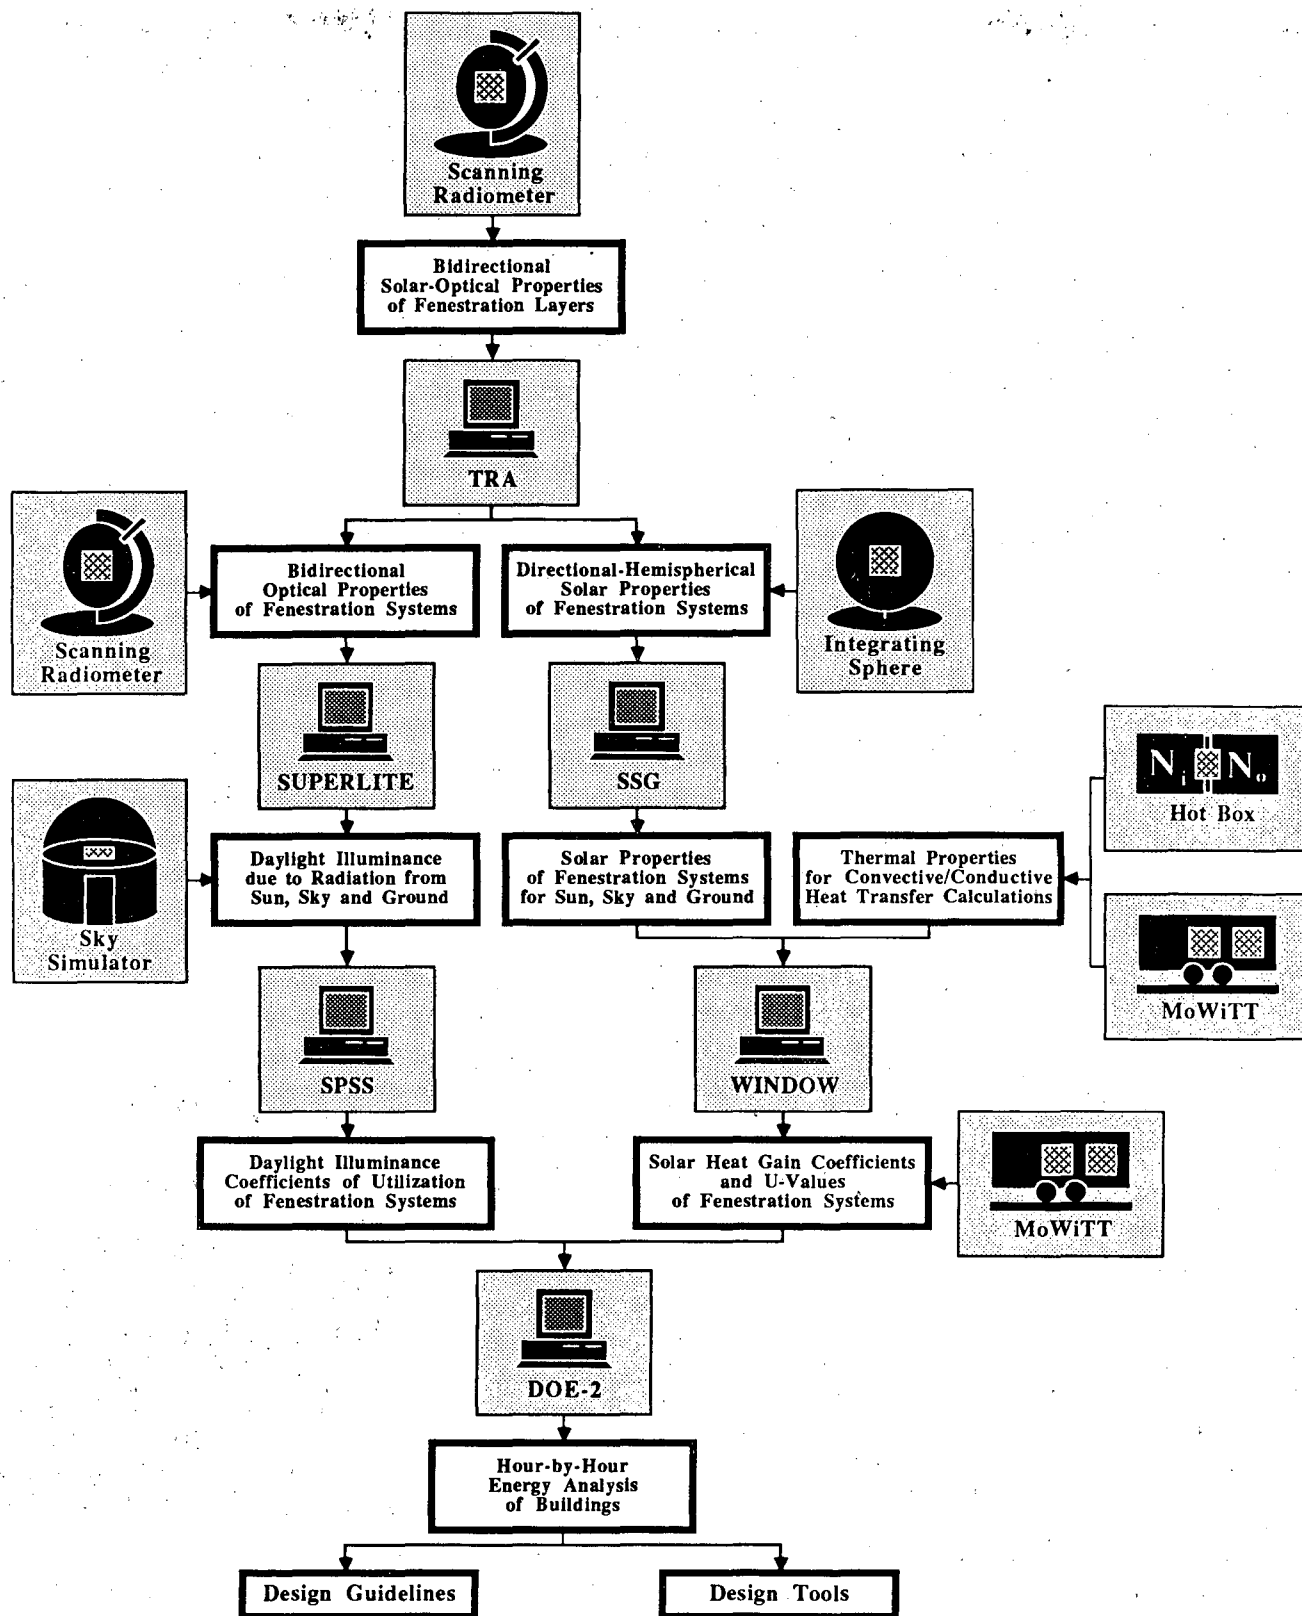 Scanning
Radiometer
Bidirectional
Solar-Optical Properties
of Fenestration Layers
TRA
Scanning
Radiometer
Bidirectional
Optical Properties
of Fenestration Systems
Directional-Hemispherical
Solar Properties
of Fenestration Systems
Integrating
Sphere
SUPERLITE
SSG
Ni No
Hot Box
Sky
Simulator
Daylight Illuminance
due to Radiation from
Sun, Sky and Ground
Solar Properties
of Fenestration Systems
for Sun, Sky and Ground
Thermal Properties
for Convective/Conductive
Heat Transfer Calculations
MoWiTT
SPSS
WINDOW
Daylight Illuminance
Coefficients of Utilization
of Fenestration Systems
Solar Heat Gain Coefficients
and U-Values
of Fenestration Systems
MoWiTT
DOE-2
Hour-by-Hour
Energy Analysis
of Buildings
Design Guidelines
Design Tools